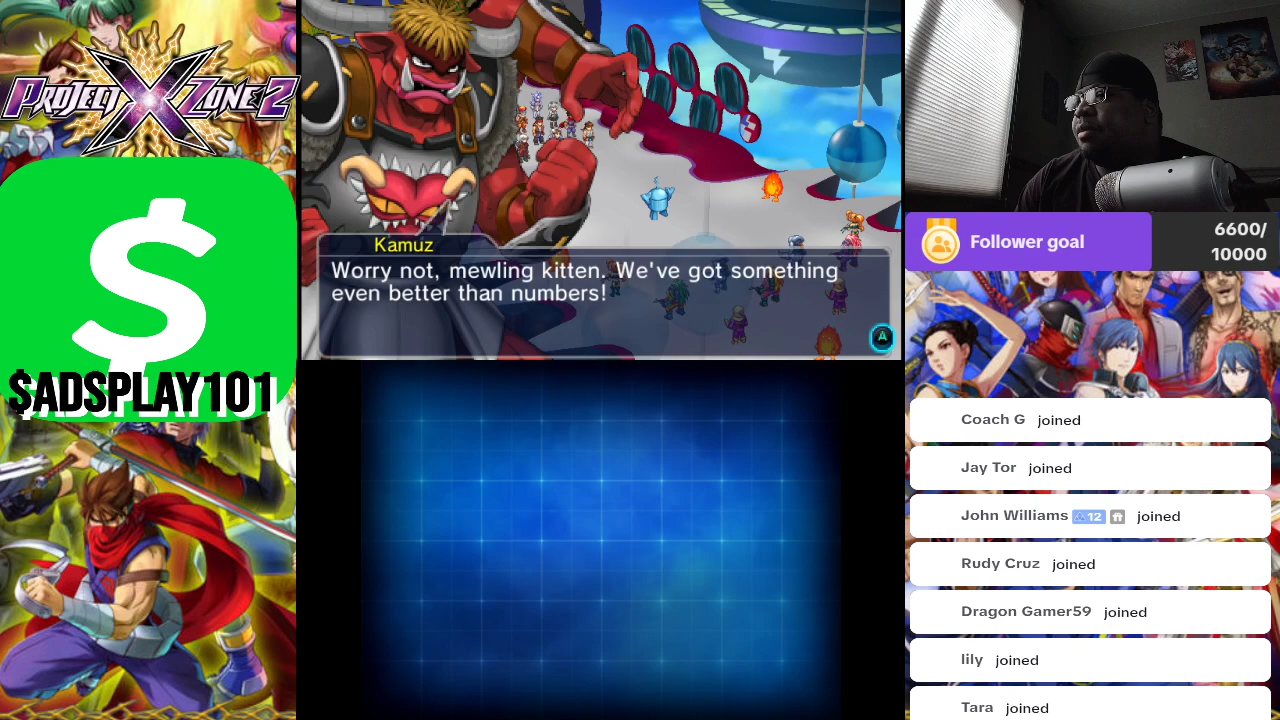 PROJECT X ZONE 2
$ADSPLAY101
Kamuz
Worry not, mewling kitten. We've got something
even better than numbers!
A
Follower goal
6600/
10000
Coach G joined
Jay Tor joined
John Williams 12 joined
Rudy Cruz joined
Dragon Gamer59 joined
lily joined
Tara joined